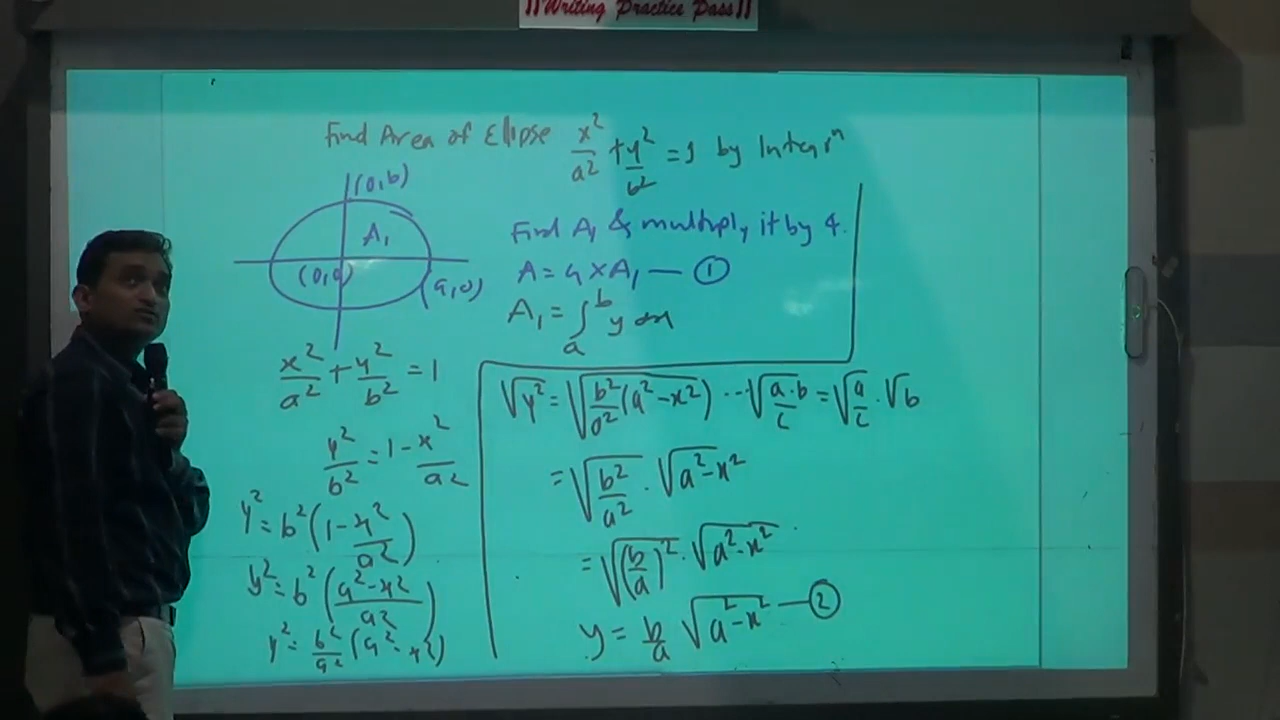 ||Writing Practice Pass||
Find Area of Ellipse x²/a² + y²/b² = 1 by Integrⁿ
(0,b)
A₁
(0,0)
(a,0)
Find A₁ & multiply it by 4.
A = 4 × A₁ — ①
A₁ = ∫ₐᵇ y dx
x²/a² + y²/b² = 1
y²/b² = 1 - x²/a²
y² = b²(1 - x²/a²)
y² = b²((a² - x²)/a²)
y² = b²/a² (a² - x²)
√y² = √(b²/a² (a² - x²)) ... √(a·b/c) = √(a/c) · √b
= √(b²/a²) · √(a² - x²)
= √((b/a)²) · √(a² - x²)
y = b/a √(a² - x²) — ②